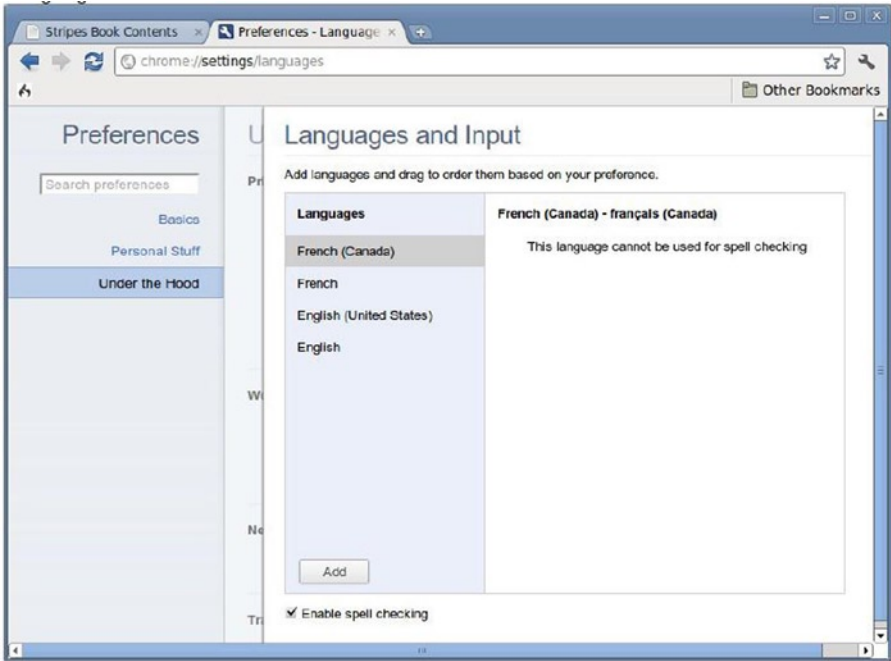 Stripes Book Contents
Preferences - Language
chrome://settings/languages
Other Bookmarks
Preferences
Search preferences
Basics
Personal Stuff
Under the Hood
U
Pri
W
Ne
Tra
Languages and Input
Add languages and drag to order them based on your preference.
Languages
French (Canada)
French
English (United States)
English
Add
French (Canada) - français (Canada)
This language cannot be used for spell checking
Enable spell checking